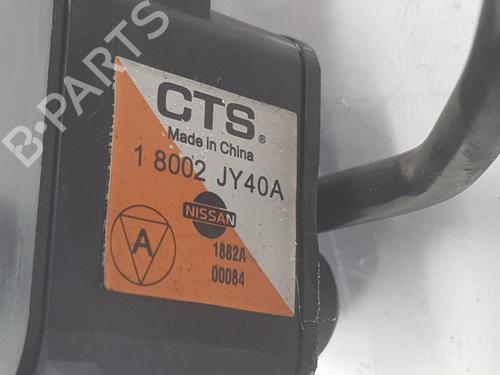 B-PARTS
CTS®
Made in China
1 8002 JY40A
NISSAN
A
1882A
00084